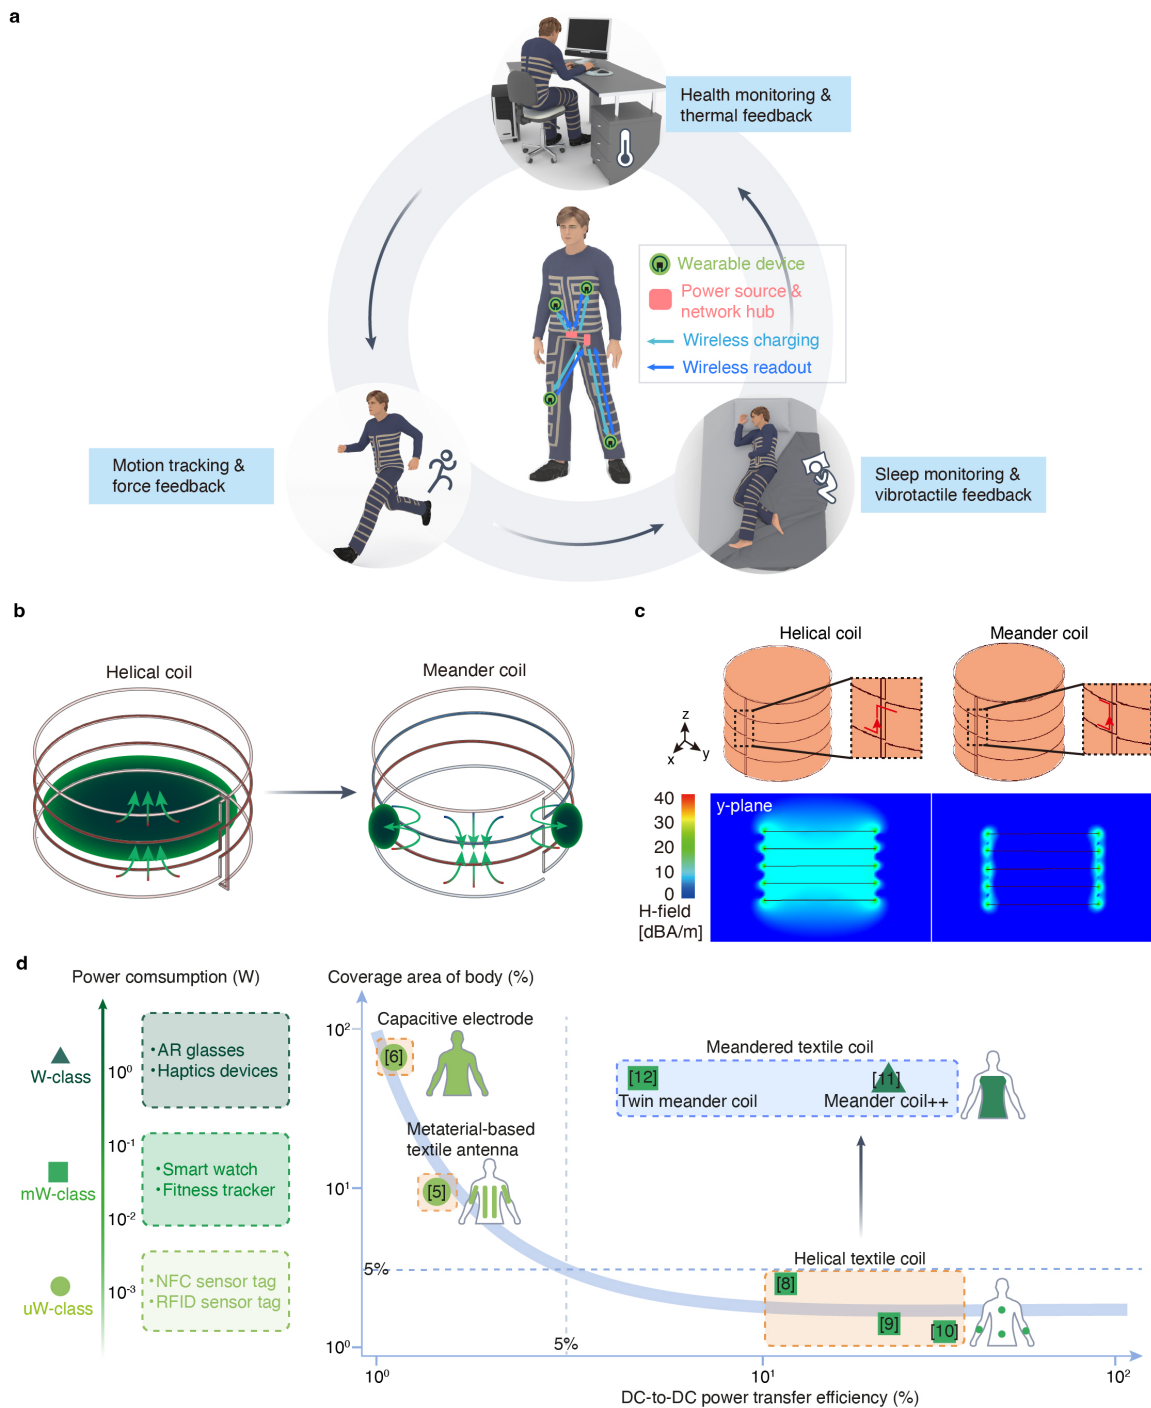 a
Health monitoring &
thermal feedback
Wearable device
Power source &
network hub
Wireless charging
Wireless readout
Motion tracking &
force feedback
Sleep monitoring &
vibrotactile feedback
b
Helical coil
Meander coil
c
Helical coil
Meander coil
z
x
y
40
30
20
10
0
H-field
[dBA/m]
y-plane
d
Power comsumption (W)
W-class
mW-class
uW-class
10⁰
10⁻¹
10⁻²
10⁻³
•AR glasses
•Haptics devices
•Smart watch
•Fitness tracker
•NFC sensor tag
•RFID sensor tag
Coverage area of body (%)
10²
10¹
5%
10⁰
Capacitive electrode
[6]
Metaterial-based
textile antenna
[5]
Meandered textile coil
[12]
[11]
Twin meander coil
Meander coil++
Helical textile coil
[8]
[9]
[10]
5%
10⁰
10¹
10²
DC-to-DC power transfer efficiency (%)